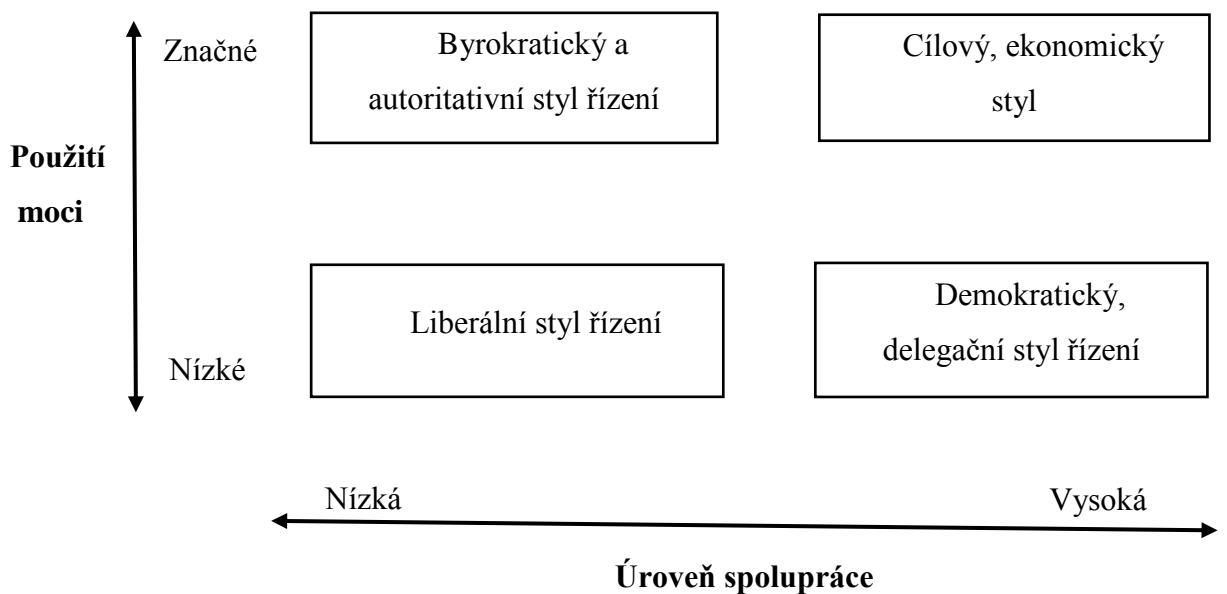 Značné
Byrokratický a
autoritativní styl řízení
Cílový, ekonomický
styl
Použití
moci
Liberální styl řízení
Demokratický,
delegační styl řízení
Nízké
Nízká
Vysoká
Úroveň spolupráce